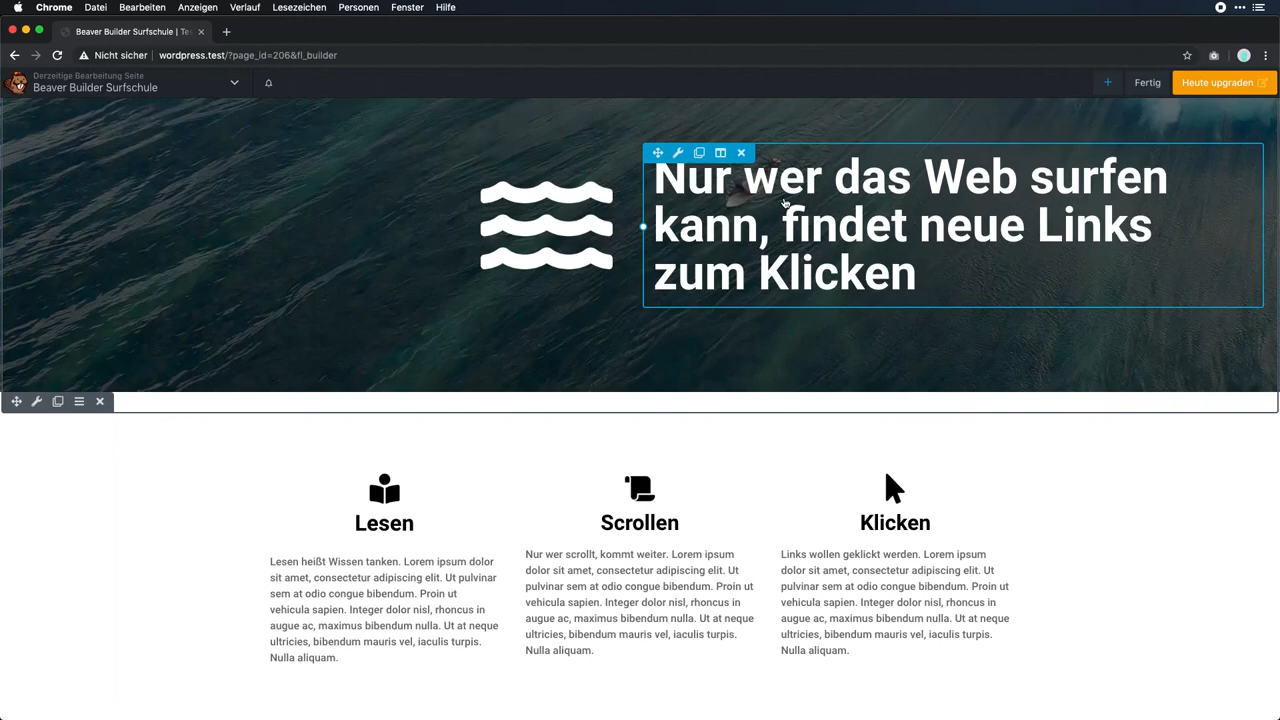 Chrome Datei Bearbeiten Anzeigen Verlauf Lesezeichen Personen Fenster Hilfe
Beaver Builder Surfschule | Tes
Nicht sicher wordpress.test/?page_id=206&fl_builder
Derzeitige Bearbeitung Seite
Beaver Builder Surfschule
Fertig
Heute upgraden
Nur wer das Web surfen
kann, findet neue Links
zum Klicken
Lesen
Lesen heißt Wissen tanken. Lorem ipsum dolor
sit amet, consectetur adipiscing elit. Ut pulvinar
sem at odio congue bibendum. Proin ut
vehicula sapien. Integer dolor nisl, rhoncus in
augue ac, maximus bibendum nulla. Ut at neque
ultricies, bibendum mauris vel, iaculis turpis.
Nulla aliquam.
Scrollen
Nur wer scrollt, kommt weiter. Lorem ipsum
dolor sit amet, consectetur adipiscing elit. Ut
pulvinar sem at odio congue bibendum. Proin ut
vehicula sapien. Integer dolor nisl, rhoncus in
augue ac, maximus bibendum nulla. Ut at neque
ultricies, bibendum mauris vel, iaculis turpis.
Nulla aliquam.
Klicken
Links wollen geklickt werden. Lorem ipsum
dolor sit amet, consectetur adipiscing elit. Ut
pulvinar sem at odio congue bibendum. Proin ut
vehicula sapien. Integer dolor nisl, rhoncus in
augue ac, maximus bibendum nulla. Ut at neque
ultricies, bibendum mauris vel, iaculis turpis.
Nulla aliquam.